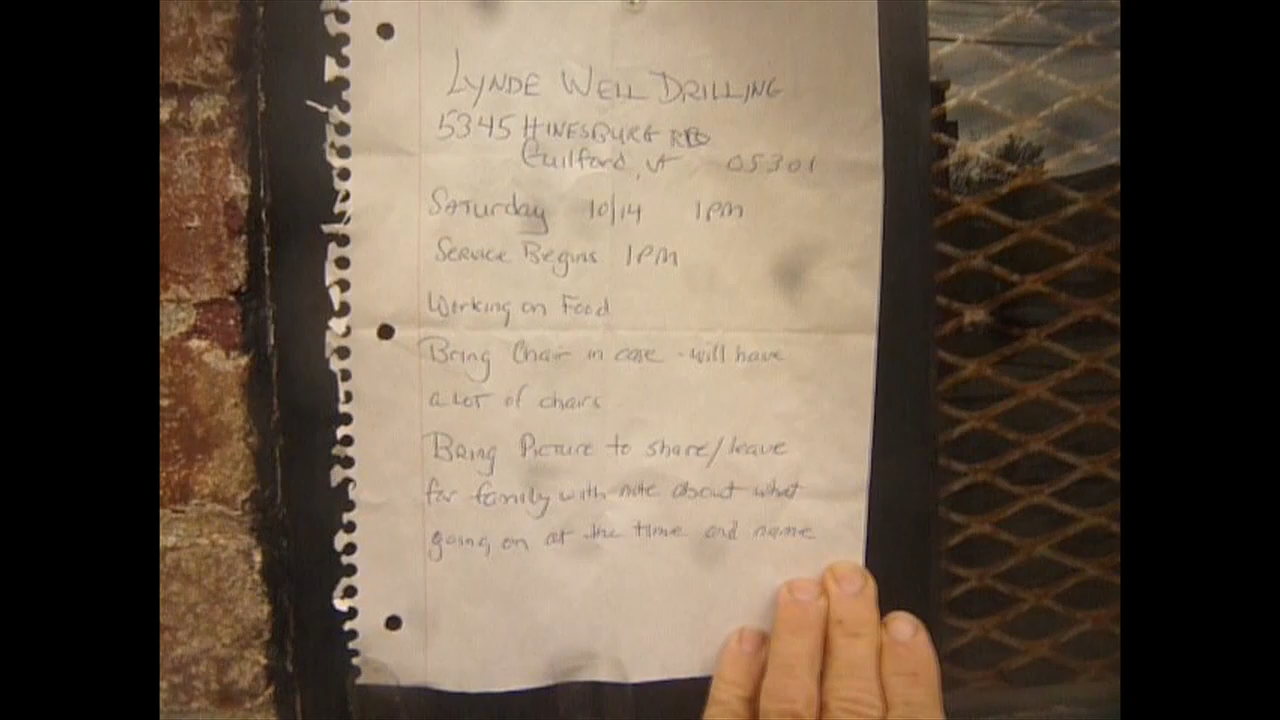 LYNDE WELL DRILLING
5345 HINESBURG RD
Guilford, VT 05301
Saturday 10/14 1PM
Service Begins 1PM
Working on Food
Bring Chair in case - will have
a LOT of chairs
Bring Picture to share/leave
for family with note about what
going on at the time and name